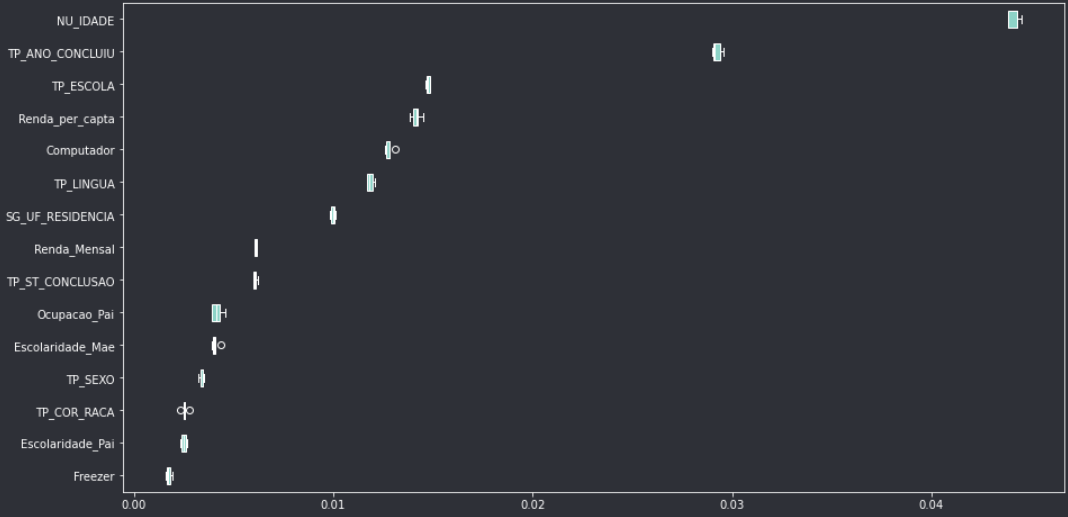 NU_IDADE
TP_ANO_CONCLUIU
TP_ESCOLA
Renda_per_capta
Computador
TP_LINGUA
SG_UF_RESIDENCIA
Renda_Mensal
TP_ST_CONCLUSAO
Ocupacao_Pai
Escolaridade_Mae
TP_SEXO
TP_COR_RACA
Escolaridade_Pai
Freezer
0.00 0.01 0.02 0.03 0.04